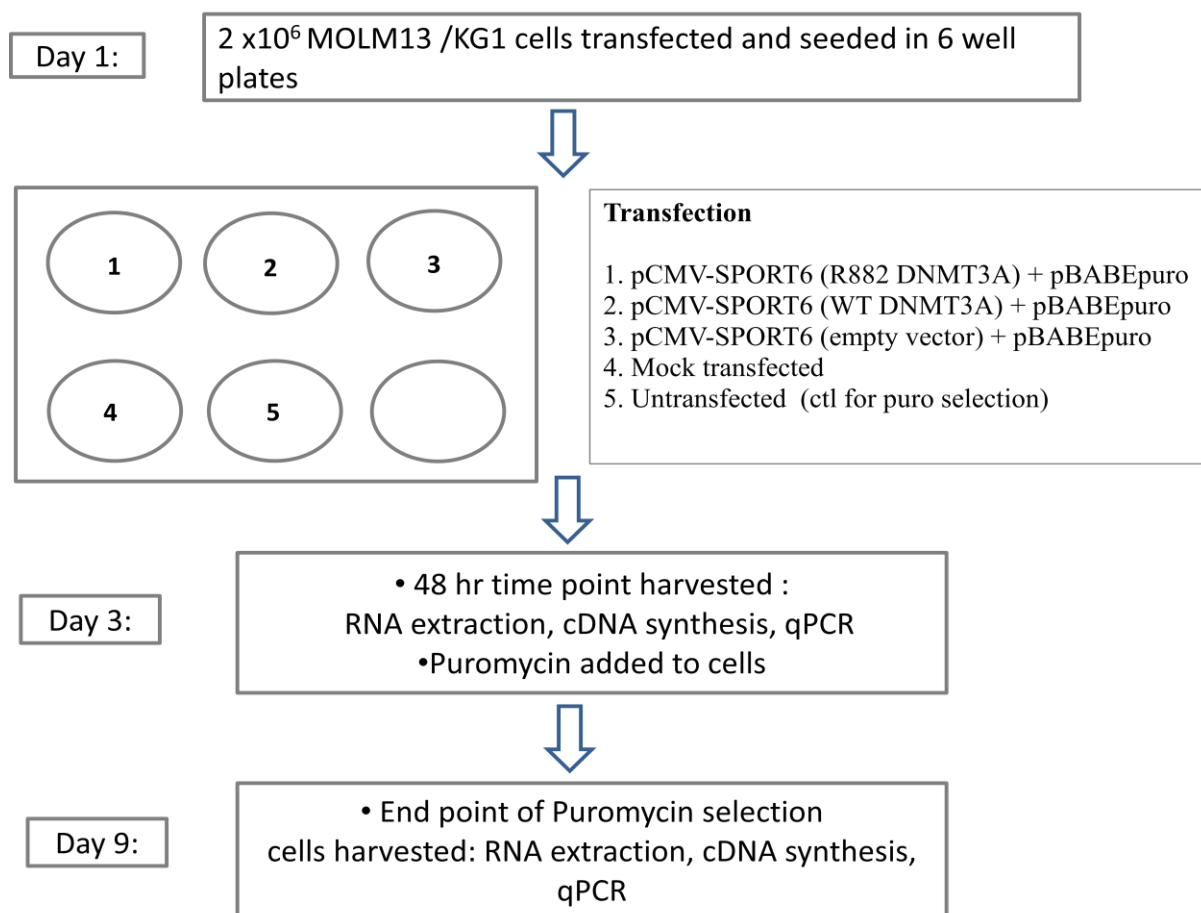 Day 1:
2 x10⁶ MOLM13 /KG1 cells transfected and seeded in 6 well
plates
1
2
3
4
5
Transfection
1. pCMV-SPORT6 (R882 DNMT3A) + pBABEpuro
2. pCMV-SPORT6 (WT DNMT3A) + pBABEpuro
3. pCMV-SPORT6 (empty vector) + pBABEpuro
4. Mock transfected
5. Untransfected (ctl for puro selection)
Day 3:
• 48 hr time point harvested :
RNA extraction, cDNA synthesis, qPCR
•Puromycin added to cells
Day 9:
• End point of Puromycin selection
cells harvested: RNA extraction, cDNA synthesis,
qPCR